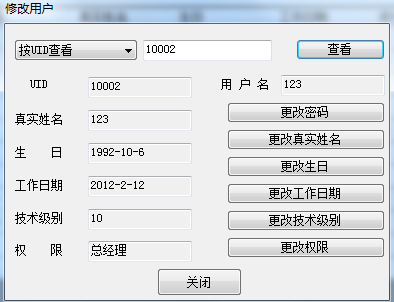 修改用户
按UID查看 10002 查看
UID 10002 用 户 名 123
真实姓名 123 更改密码
更改真实姓名
生 日 1992-10-6 更改生日
工作日期 2012-2-12 更改工作日期
技术级别 10 更改技术级别
权 限 总经理 更改权限
关闭